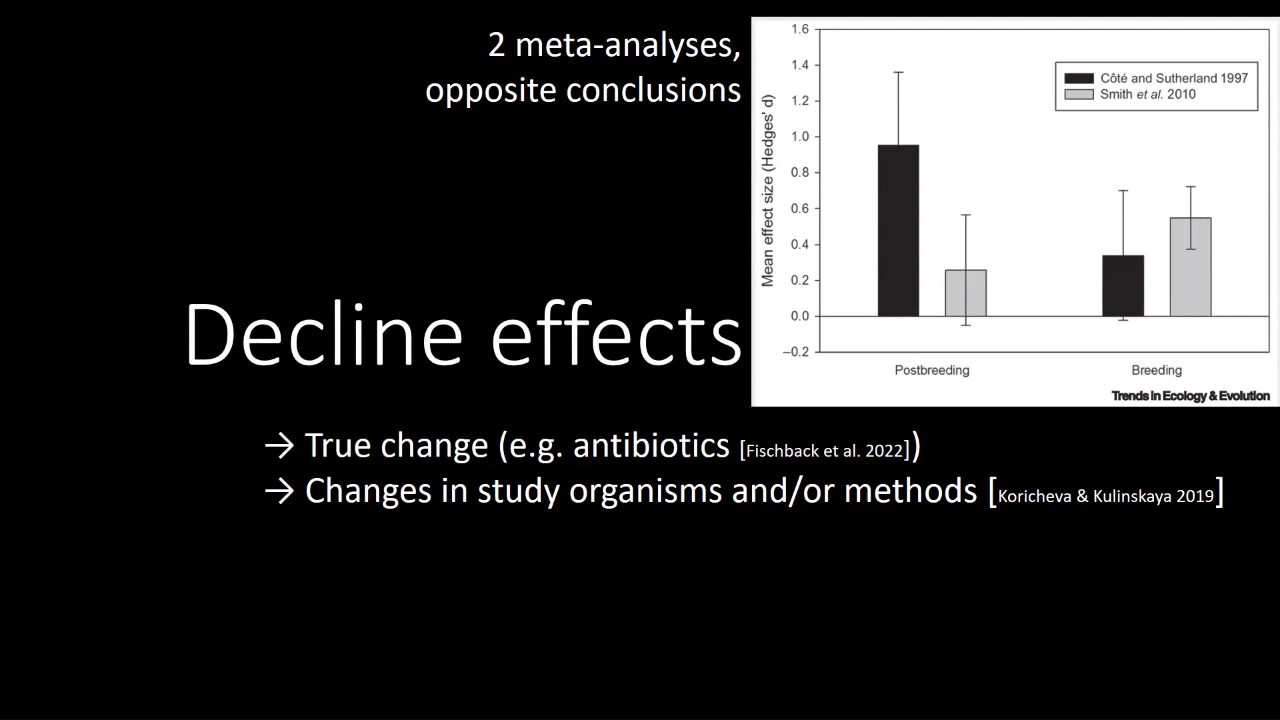 2 meta-analyses,
opposite conclusions
Decline effects
→ True change (e.g. antibiotics [Fischback et al. 2022])
→ Changes in study organisms and/or methods [Koricheva & Kulinskaya 2019]
Mean effect size (Hedges' d)
1.6
1.4
1.2
1.0
0.8
0.6
0.4
0.2
0.0
–0.2
Côté and Sutherland 1997
Smith et al. 2010
Postbreeding
Breeding
Trends in Ecology & Evolution